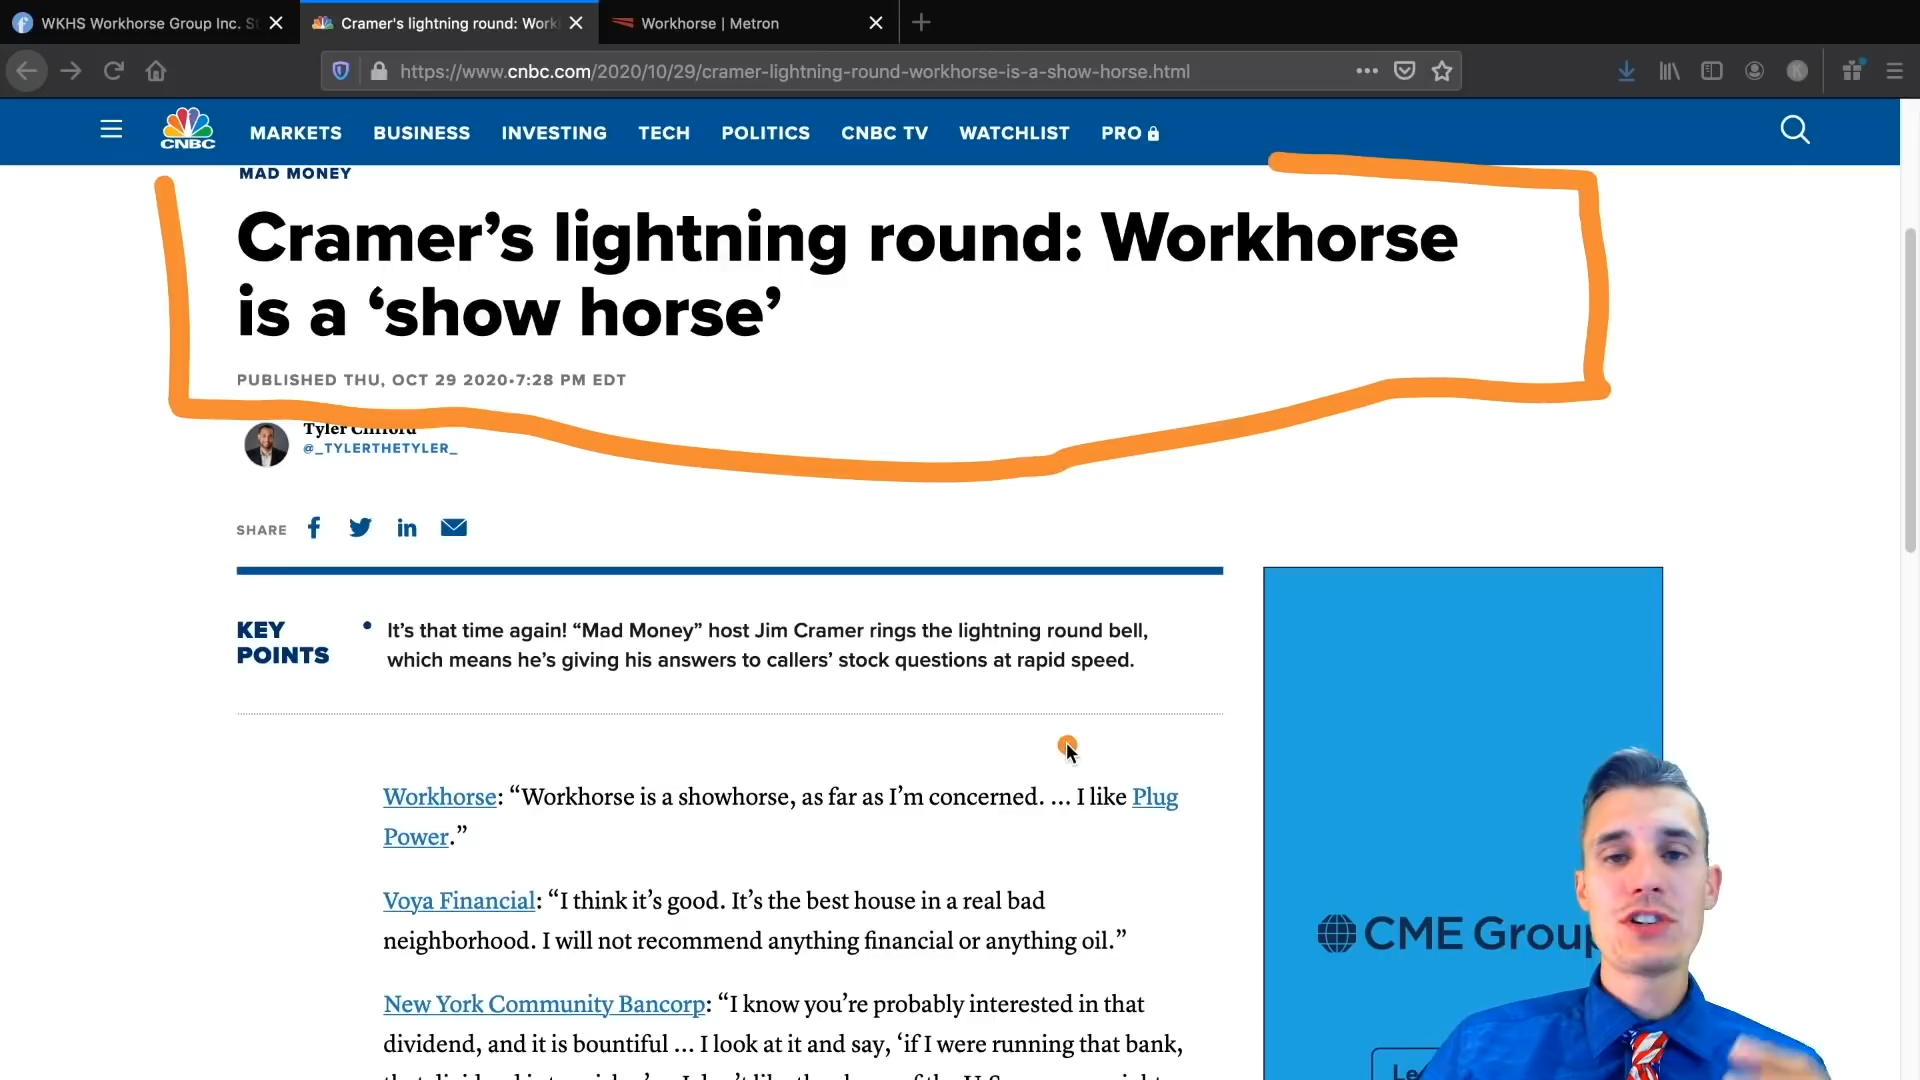 WKHS Workhorse Group Inc. S
Cramer's lightning round: Work
Workhorse | Metron
https://www.cnbc.com/2020/10/29/cramer-lightning-round-workhorse-is-a-show-horse.html
CNBC
MARKETS BUSINESS INVESTING TECH POLITICS CNBC TV WATCHLIST PRO
MAD MONEY
Cramer’s lightning round: Workhorse
is a ‘show horse’
PUBLISHED THU, OCT 29 2020•7:28 PM EDT
Tyler Clifford
@_TYLERTHETYLER_
SHARE
KEY
POINTS
• It’s that time again! “Mad Money” host Jim Cramer rings the lightning round bell,
which means he’s giving his answers to callers’ stock questions at rapid speed.
Workhorse: “Workhorse is a showhorse, as far as I’m concerned. … I like Plug
Power.”
Voya Financial: “I think it’s good. It’s the best house in a real bad
neighborhood. I will not recommend anything financial or anything oil.”
New York Community Bancorp: “I know you’re probably interested in that
dividend, and it is bountiful … I look at it and say, ‘if I were running that bank,
CME Group
Le